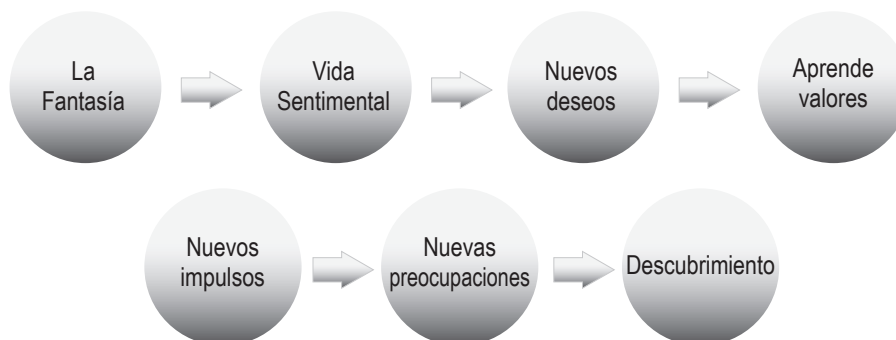 La
Fantasía
Vida
Sentimental
Nuevos
deseos
Aprende
valores
Nuevos
impulsos
Nuevas
preocupaciones
Descubrimiento